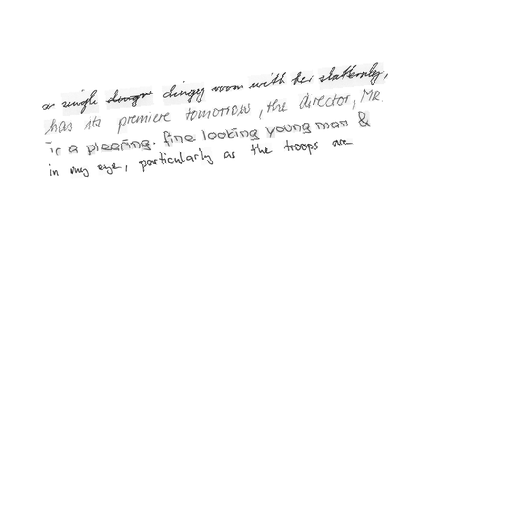 a single dingy room with her slatternly,
has its premiere tomorrow, the director, Mr.
is a pleasing, fine looking young man &
in my eye, particularly as the troops are